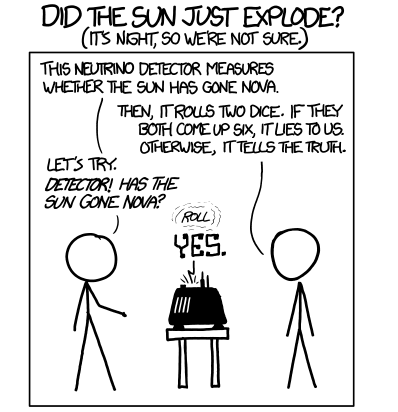 DID THE SUN JUST EXPLODE?
(IT'S NIGHT, SO WE'RE NOT SURE.)
THIS NEUTRINO DETECTOR MEASURES
WHETHER THE SUN HAS GONE NOVA.
THEN, IT ROLLS TWO DICE. IF THEY
BOTH COME UP SIX, IT LIES TO US.
OTHERWISE, IT TELLS THE TRUTH.
LET'S TRY.
DETECTOR! HAS THE
SUN GONE NOVA?
ROLL
YES.